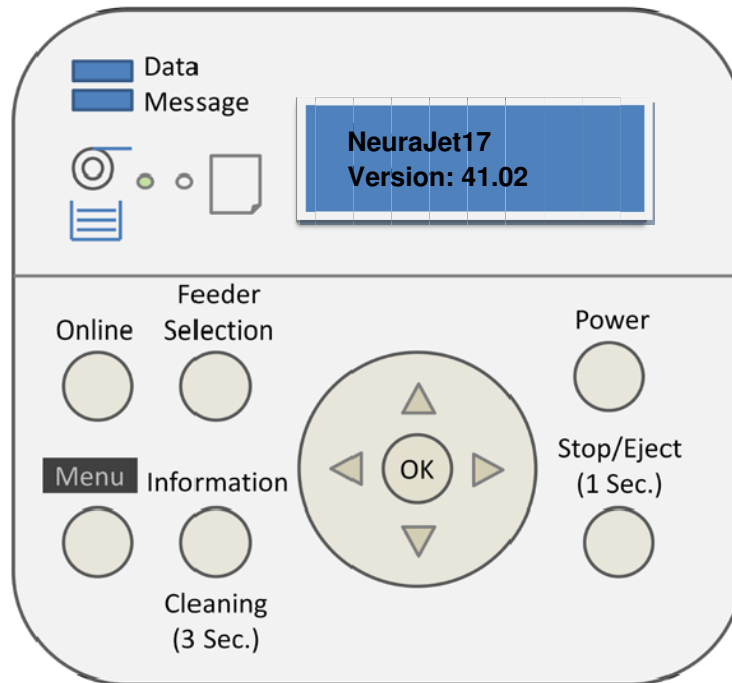 Data
Message
NeuraJet17
Version: 41.02
Feeder
Online Selection
Power
Menu Information
OK
Stop/Eject
(1 Sec.)
Cleaning
(3 Sec.)